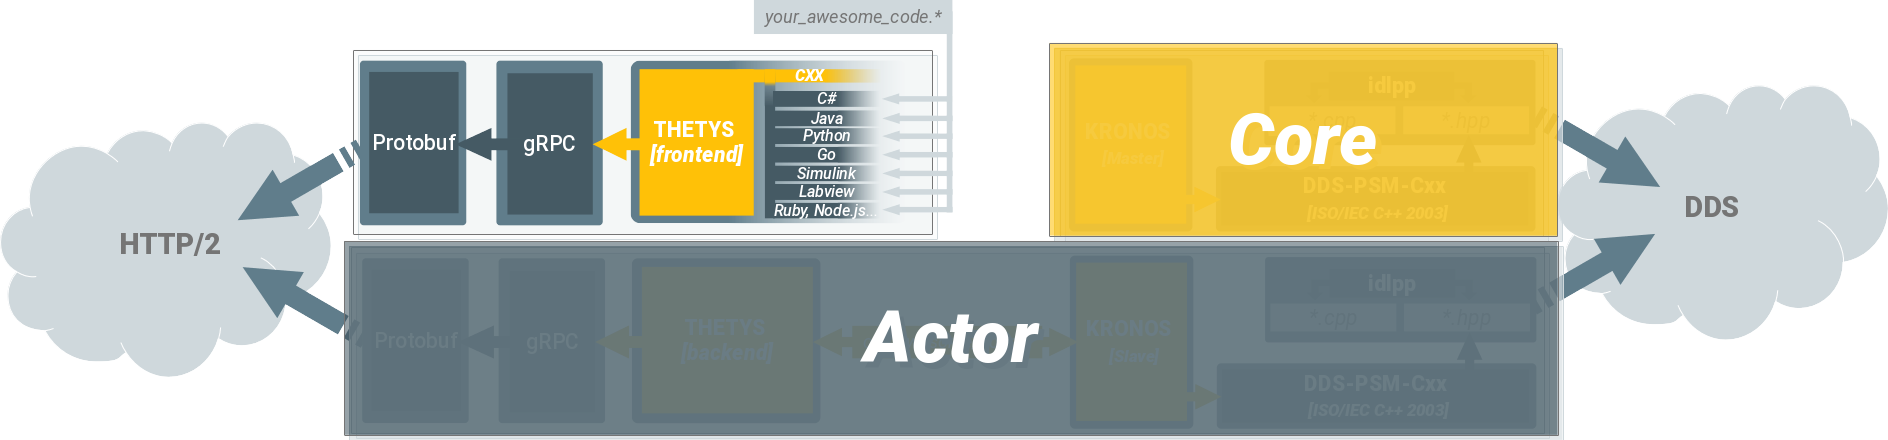 your_awesome_code.*
CXX
C#
Java
Python
Go
Simulink
Labview
Ruby, Node.js...
Protobuf
gRPC
THETYS
[frontend]
KRONOS
[Master]
idlpp
*.cpp
*.hpp
DDS-PSM-Cxx
[ISO/IEC C++ 2003]
Core
HTTP/2
DDS
Protobuf
gRPC
THETYS
[backend]
Actor
KRONOS
[Slave]
idlpp
*.cpp
*.hpp
DDS-PSM-Cxx
[ISO/IEC C++ 2003]